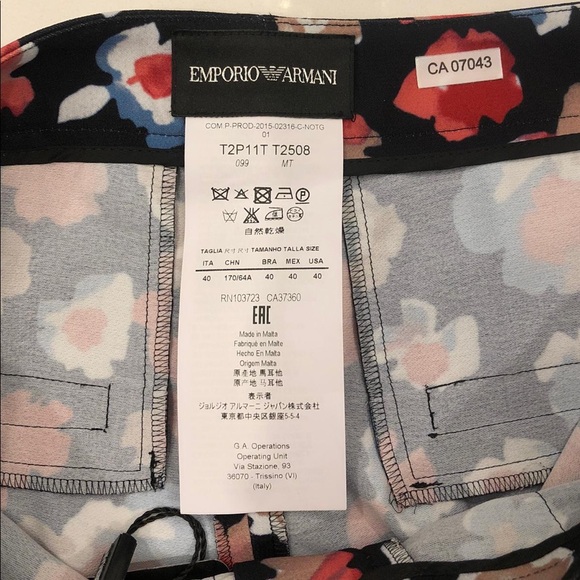 EMPORIO ARMANI
CA 07043
COM.P-PROD-2015-02316-C-NOTG
01
T2P11T T2508
099 MT
自然乾燥
TAGLIA 尺寸 尺寸 TAMANHO TALLA SIZE
ITA CHN BRA MEX USA
40 170/64A 40 40 40
RN103723 CA37360
EAC
Made in Malta
Fabriqué en Malte
Hecho En Malta
Origem Malta
原產地 馬耳他
原产地 马耳他
表示者
ジョルジオ アルマーニ ジャパン株式会社
東京都中央区銀座5-5-4
G.A. Operations
Operating Unit
Via Stazione, 93
36070 - Trissino (VI)
(Italy)